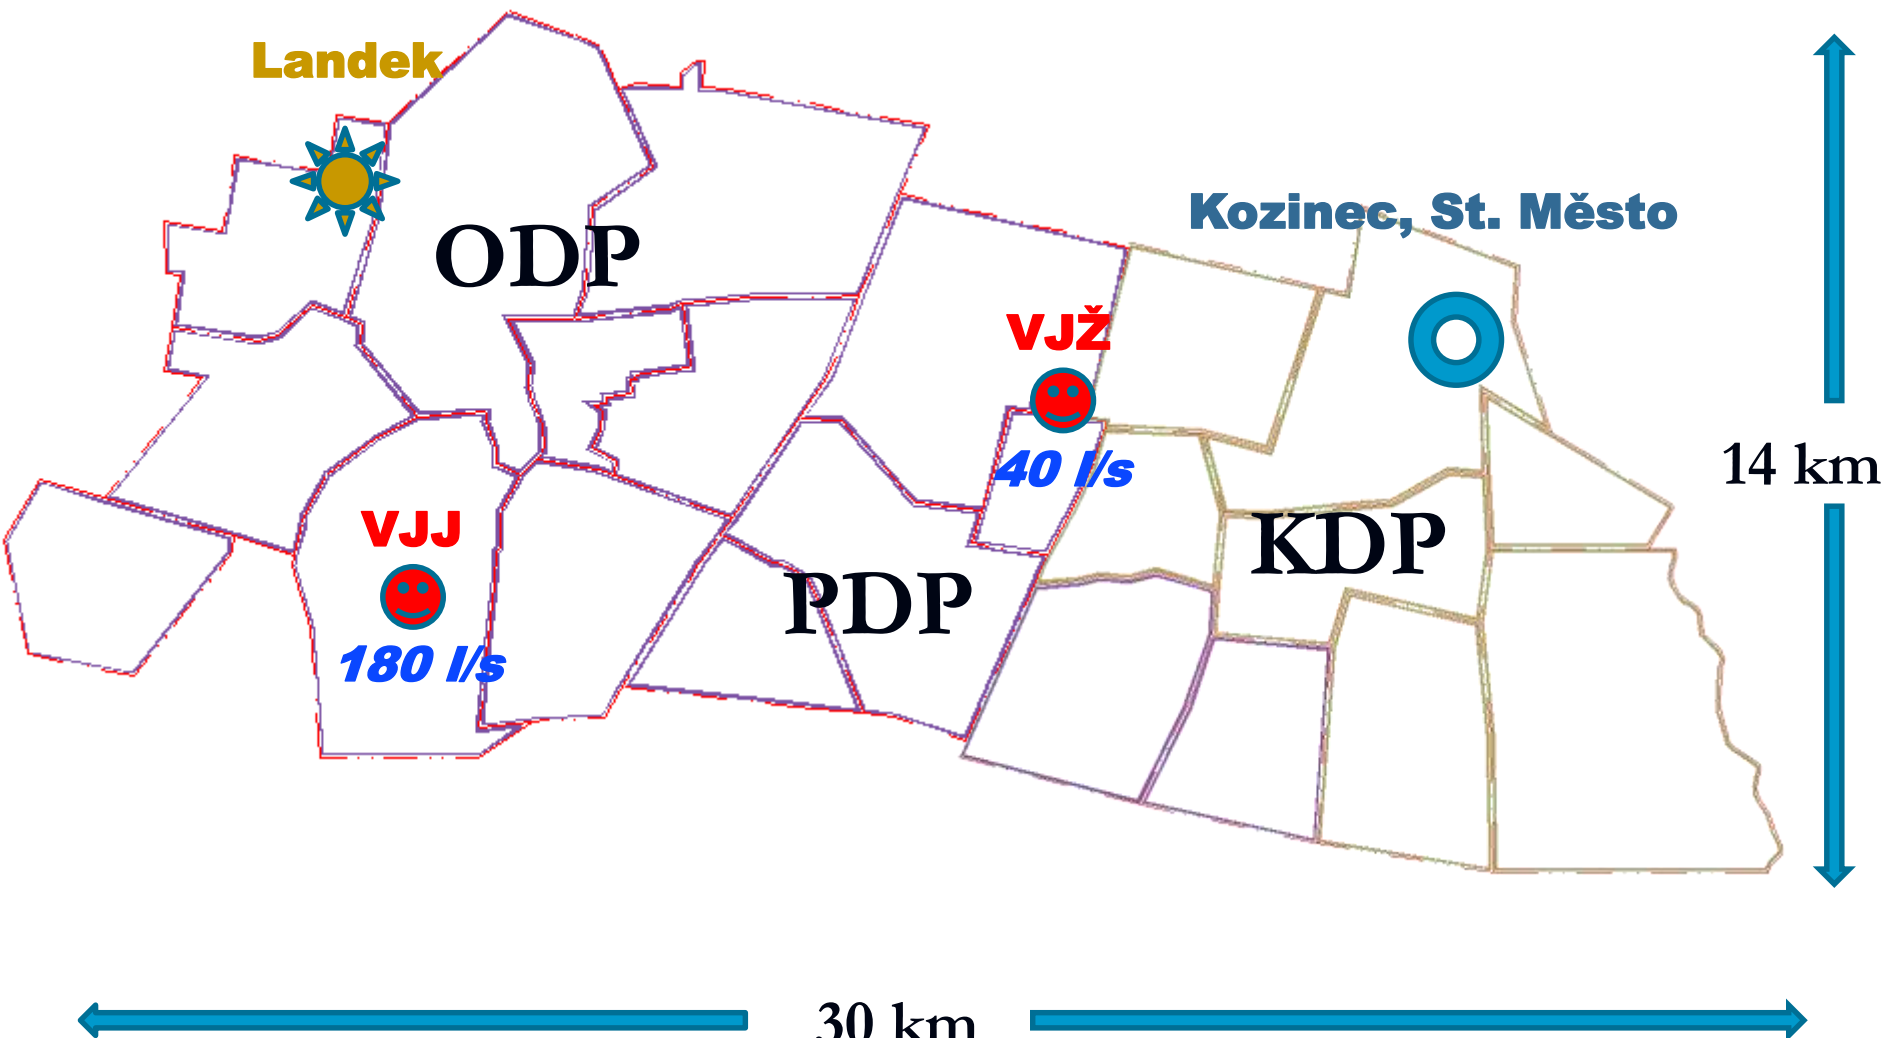 Landek
Kozinec, St. Město
ODP
VJŽ
40 l/s
14 km
VJJ
KDP
PDP
180 l/s
30 km